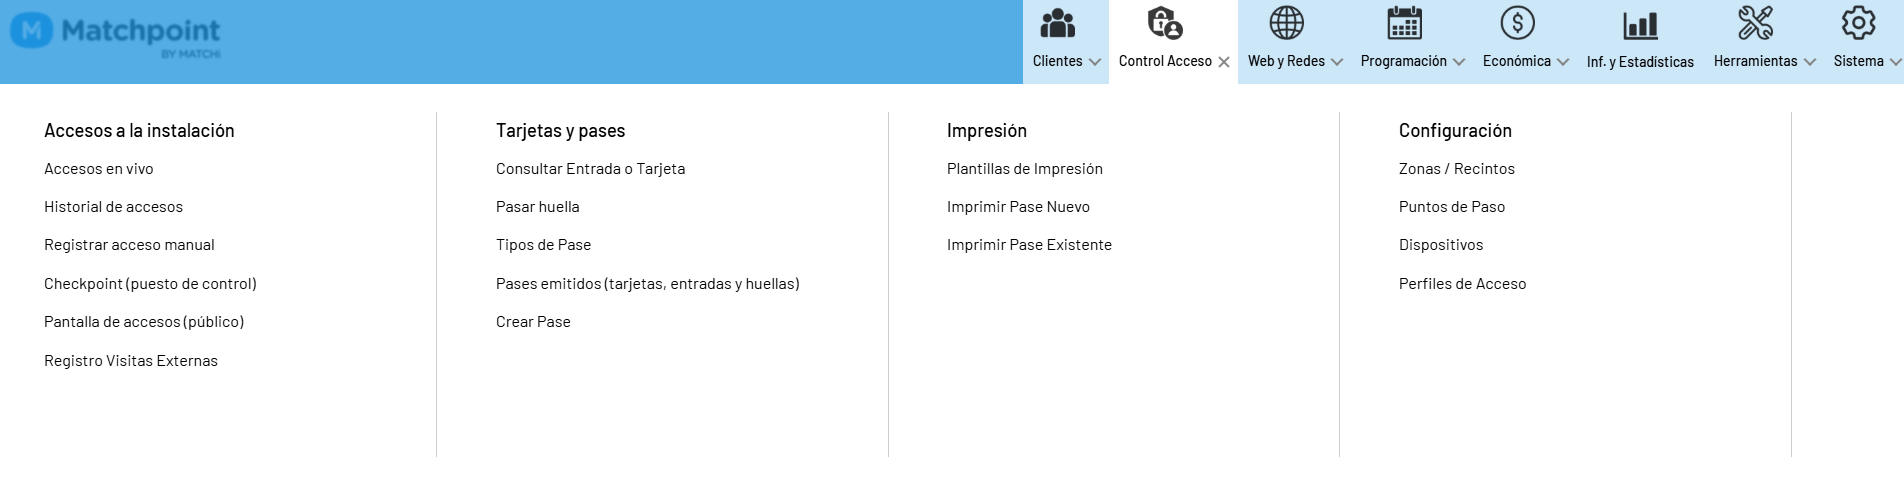 M Matchpoint
BY MATCHi
Clientes
Control Acceso
Web y Redes
Programación
Económica
Inf. y Estadísticas
Herramientas
Sistema
Accesos a la instalación
Accesos en vivo
Historial de accesos
Registrar acceso manual
Checkpoint (puesto de control)
Pantalla de accesos (público)
Registro Visitas Externas
Tarjetas y pases
Consultar Entrada o Tarjeta
Pasar huella
Tipos de Pase
Pases emitidos (tarjetas, entradas y huellas)
Crear Pase
Impresión
Plantillas de Impresión
Imprimir Pase Nuevo
Imprimir Pase Existente
Configuración
Zonas / Recintos
Puntos de Paso
Dispositivos
Perfiles de Acceso